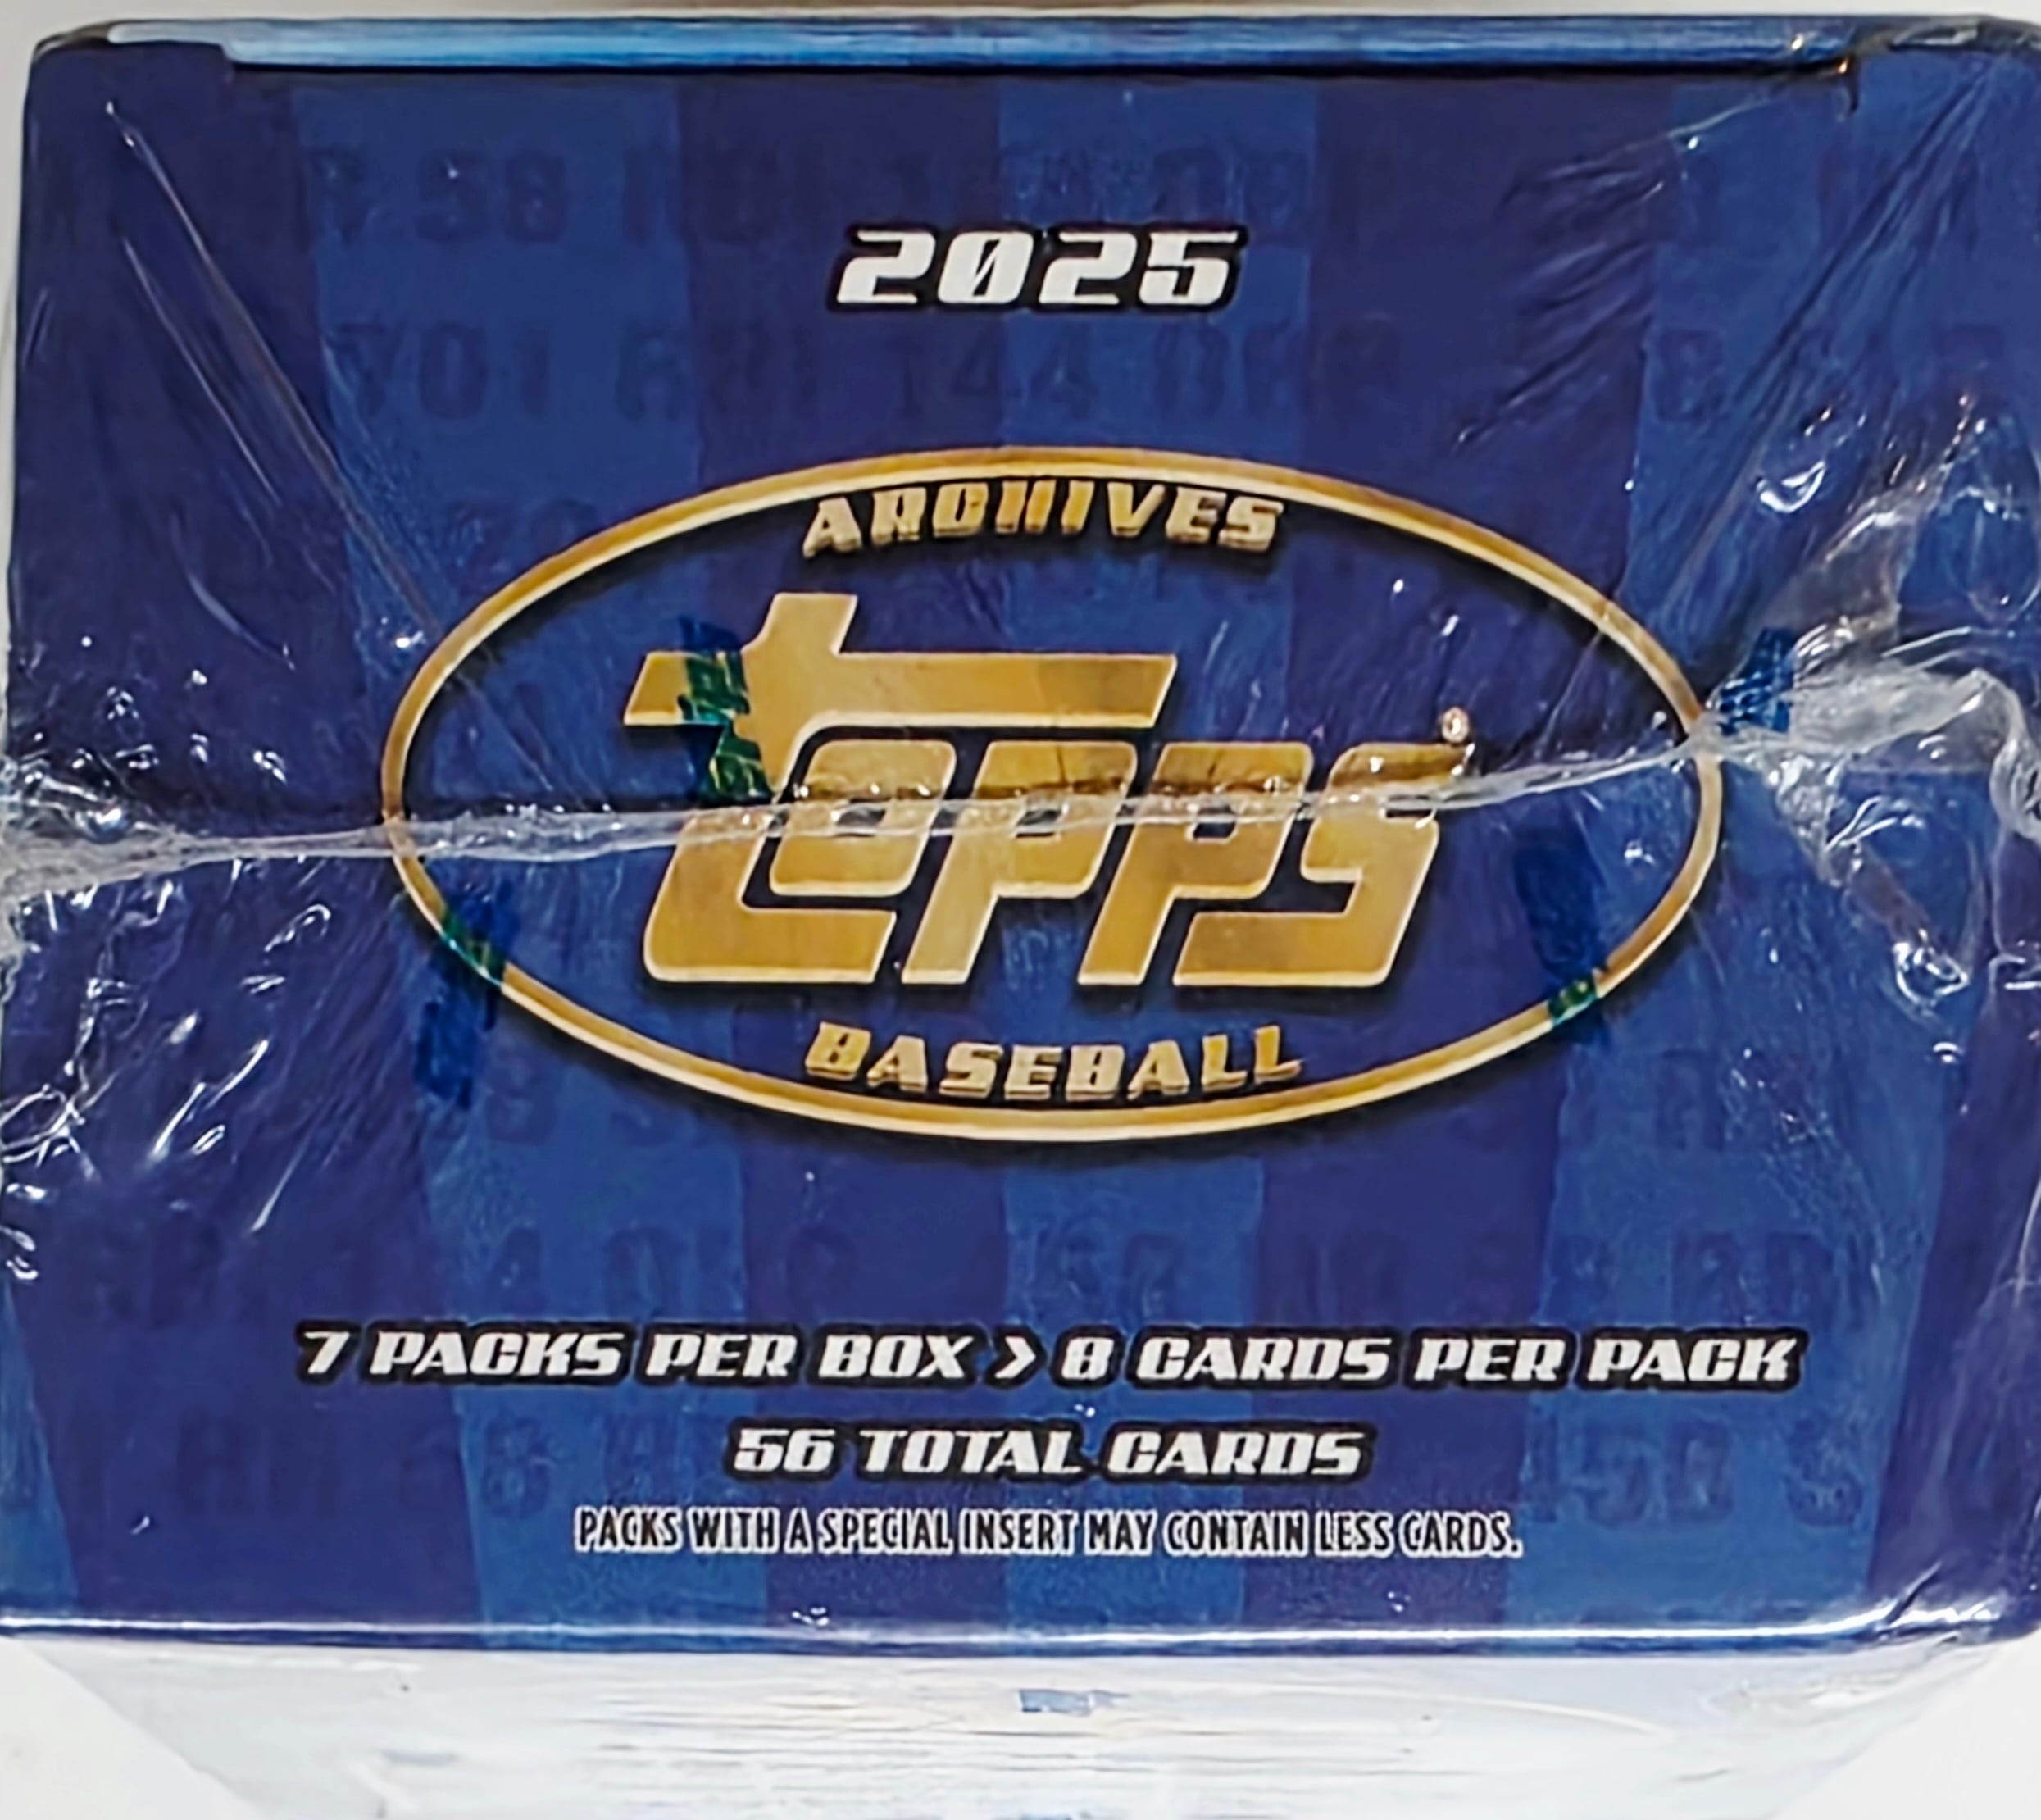 2025
ARCHIVES
Topps®
BASEBALL
7 PACKS PER BOX > 8 CARDS PER PACK
56 TOTAL CARDS
PACKS WITH A SPECIAL INSERT MAY CONTAIN LESS CARDS.